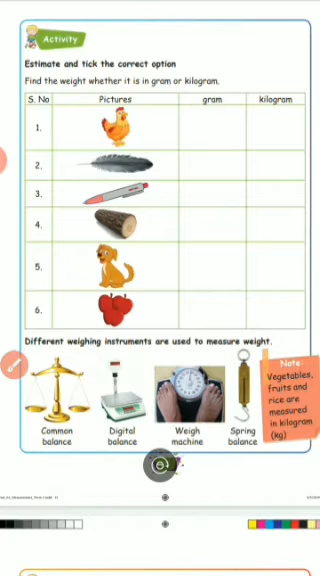 Activity
Estimate and tick the correct option
Find the weight whether it is in gram or kilogram.
S. No Pictures gram kilogram
1.
2.
3.
4.
5.
6.
Different weighing instruments are used to measure weight.
Note:
Vegetables,
fruits and
rice are
measured
in kilogram
(kg)
Common balance
Digital balance
Weigh machine
Spring balance